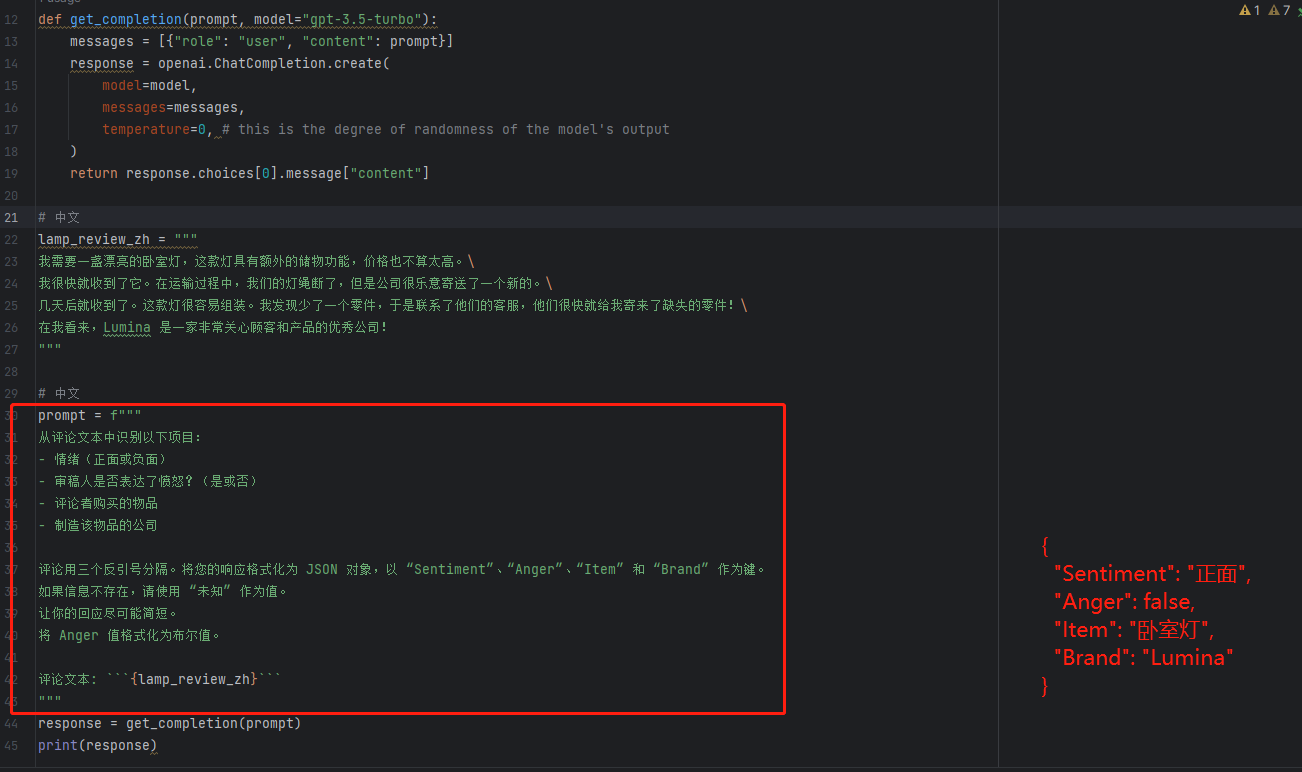 12 def get_completion(prompt, model="gpt-3.5-turbo"):
13     messages = [{"role": "user", "content": prompt}]
14     response = openai.ChatCompletion.create(
15         model=model,
16         messages=messages,
17         temperature=0, # this is the degree of randomness of the model's output
18     )
19     return response.choices[0].message["content"]
20
21 # 中文
22 lamp_review_zh = """
23 我需要一盏漂亮的卧室灯，这款灯具有额外的储物功能，价格也不算太高。\
24 我很快就收到了它。在运输过程中，我们的灯绳断了，但是公司很乐意寄送了一个新的。\
25 几天后就收到了。这款灯很容易组装。我发现少了一个零件，于是联系了他们的客服，他们很快就给我寄来了缺失的零件！\
26 在我看来，Lumina 是一家非常关心顾客和产品的优秀公司！
27 """
28
29 # 中文
30 prompt = f"""
31 从评论文本中识别以下项目：
32 - 情绪（正面或负面）
33 - 审稿人是否表达了愤怒？（是或否）
34 - 评论者购买的物品
35 - 制造该物品的公司
36
37 评论用三个反引号分隔。将您的响应格式化为 JSON 对象，以 “Sentiment”、“Anger”、“Item” 和 “Brand” 作为键。
38 如果信息不存在，请使用 “未知” 作为值。
39 让你的回应尽可能简短。
40 将 Anger 值格式化为布尔值。
41
42 评论文本: ```{lamp_review_zh}```
43 """
44 response = get_completion(prompt)
45 print(response)
1 7
{
"Sentiment": "正面",
"Anger": false,
"Item": "卧室灯",
"Brand": "Lumina"
}